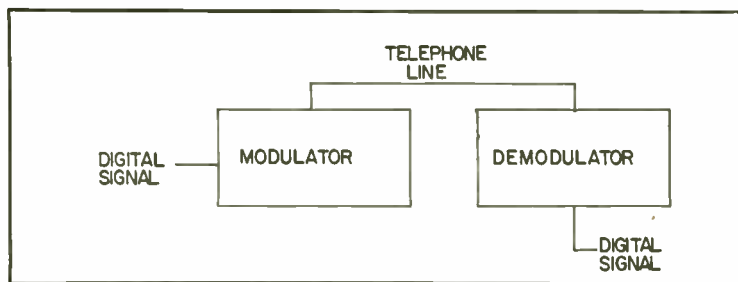 TELEPHONE
LINE
DIGITAL
SIGNAL
MODULATOR
DEMODULATOR
DIGITAL
SIGNAL